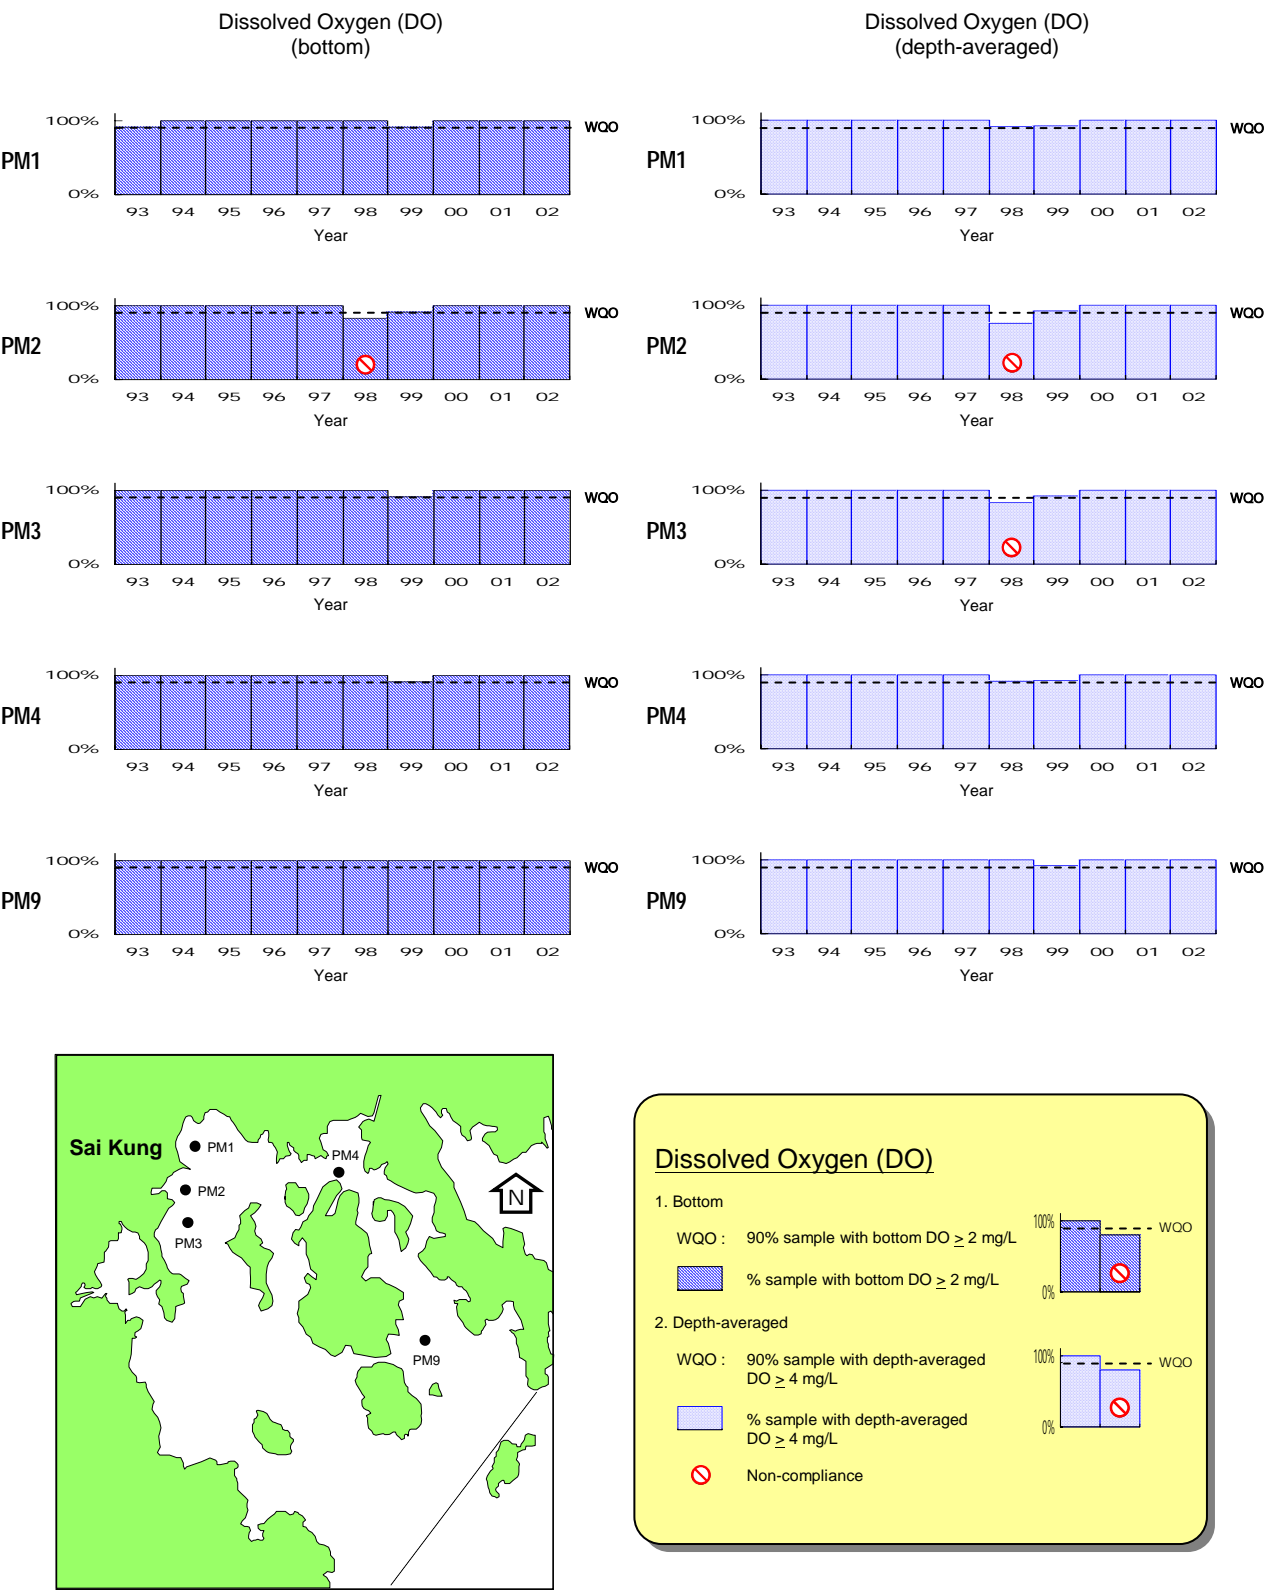 Dissolved Oxygen (DO)
(bottom)
Dissolved Oxygen (DO)
(depth-averaged)
100%
WQO
PM1
0%
93 94 95 96 97 98 99 00 01 02
Year
100%
WQO
PM1
0%
93 94 95 96 97 98 99 00 01 02
Year
100%
WQO
PM2
0%
93 94 95 96 97 98 99 00 01 02
Year
100%
WQO
PM2
0%
93 94 95 96 97 98 99 00 01 02
Year
100%
WQO
PM3
0%
93 94 95 96 97 98 99 00 01 02
Year
100%
WQO
PM3
0%
93 94 95 96 97 98 99 00 01 02
Year
100%
WQO
PM4
0%
93 94 95 96 97 98 99 00 01 02
Year
100%
WQO
PM4
0%
93 94 95 96 97 98 99 00 01 02
Year
100%
WQO
PM9
0%
93 94 95 96 97 98 99 00 01 02
Year
100%
WQO
PM9
0%
93 94 95 96 97 98 99 00 01 02
Year
Sai Kung
PM1
PM4
PM2
N
PM3
PM9
Dissolved Oxygen (DO)
1. Bottom
WQO : 90% sample with bottom DO ≥ 2 mg/L
% sample with bottom DO ≥ 2 mg/L
100%
WQO
0%
2. Depth-averaged
WQO : 90% sample with depth-averaged
DO ≥ 4 mg/L
% sample with depth-averaged
DO ≥ 4 mg/L
100%
WQO
0%
Non-compliance